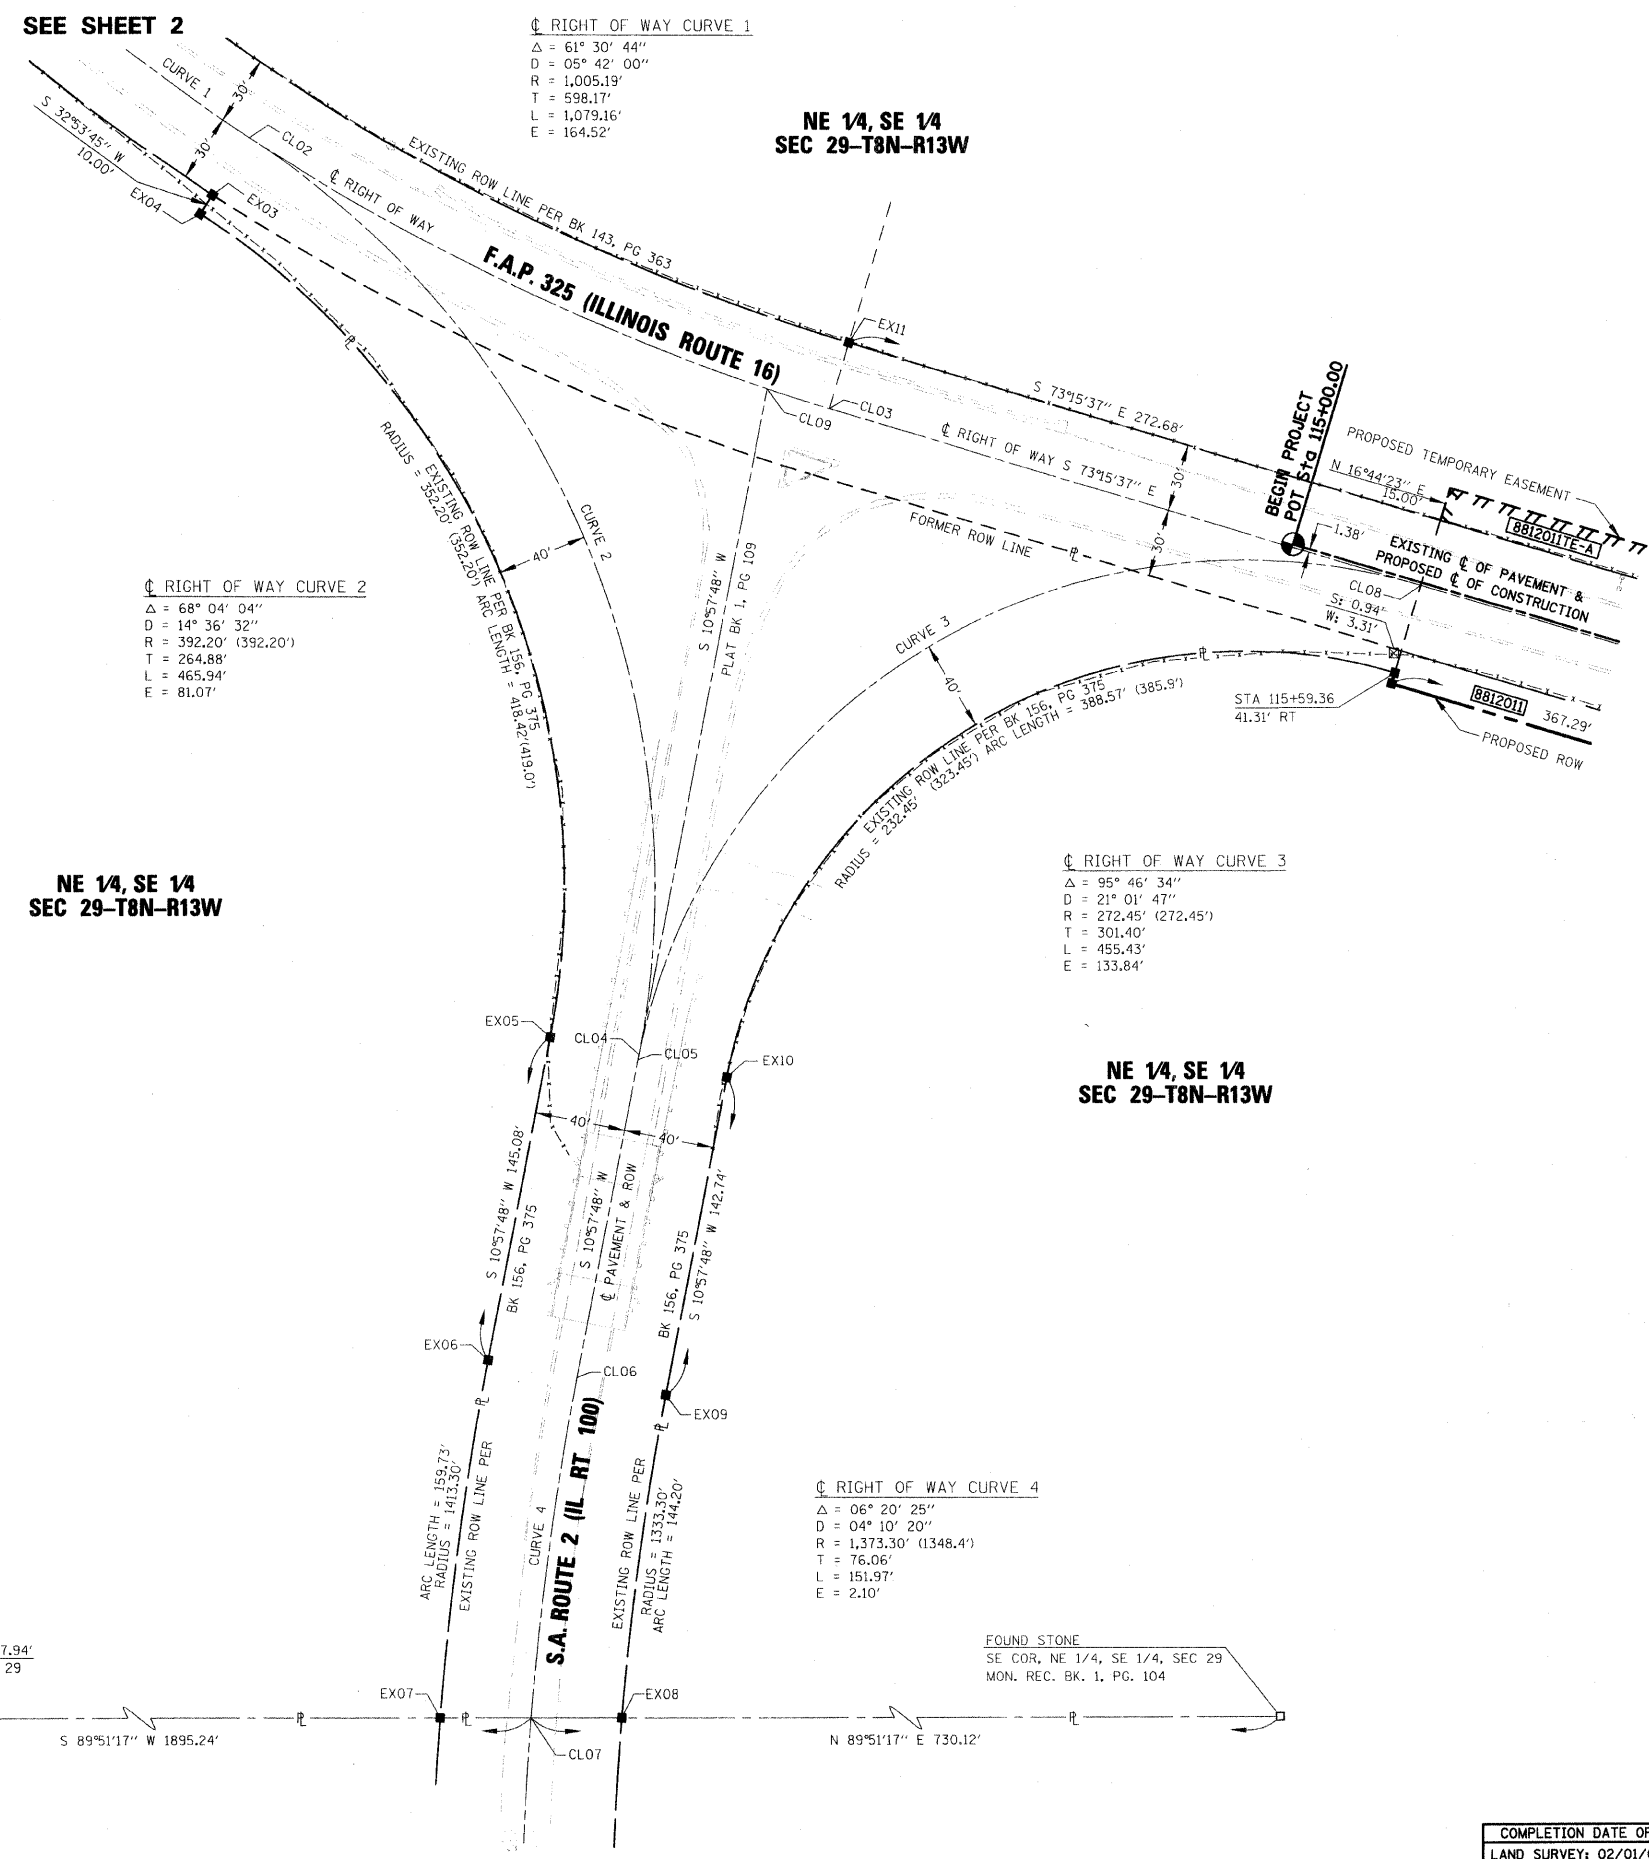 SEE SHEET 2
℄ RIGHT OF WAY CURVE 1
Δ = 61° 30' 44"
D = 05° 42' 00"
R = 1,005.19'
T = 598.17'
L = 1,079.16'
E = 164.52'
NE 1/4, SE 1/4
SEC 29-T8N-R13W
CURVE 1
30'
30'
S 32°53'45" W
10.00'
EX04
EX03
CL02
EXISTING ROW LINE PER BK 143, PG 363
℄ RIGHT OF WAY
F.A.P. 325 (ILLINOIS ROUTE 16)
EX11
CL03
CL09
S 73°15'37" E 272.68'
℄ RIGHT OF WAY S 73°15'37" E
30'
30'
BEGIN PROJECT
POT Sta 115+00.00
PROPOSED TEMPORARY EASEMENT
N 16°44'23" E
15.00'
8812011TE-A
1.38'
EXISTING ℄ OF PAVEMENT &
PROPOSED ℄ OF CONSTRUCTION
CL08
S: 0.94'
W: 3.31'
FORMER ROW LINE
℄ RIGHT OF WAY CURVE 2
Δ = 68° 04' 04"
D = 14° 36' 32"
R = 392.20' (392.20')
T = 264.88'
L = 465.94'
E = 81.07'
EXISTING ROW LINE PER BK 156, PG 375
RADIUS = 352.20' (352.20') ARC LENGTH = 418.42'(419.0')
40'
CURVE 2
S 10°57'48" W
PLAT BK 1, PG 109
CURVE 3
40'
EXISTING ROW LINE PER BK 156, PG 375
RADIUS = 232.45' (323.45') ARC LENGTH = 388.57' (385.9')
STA 115+59.36
41.31' RT
8812011
367.29'
PROPOSED ROW
NE 1/4, SE 1/4
SEC 29-T8N-R13W
℄ RIGHT OF WAY CURVE 3
Δ = 95° 46' 34"
D = 21° 01' 47"
R = 272.45' (272.45')
T = 301.40'
L = 455.43'
E = 133.84'
EX05
CL04
CL05
EX10
NE 1/4, SE 1/4
SEC 29-T8N-R13W
40'
40'
S 10°57'48" W 145.08'
BK 156, PG 375
S 10°57'48" W
℄ PAVEMENT & ROW
BK 156, PG 375
S 10°57'48" W 142.74'
EX06
CL06
EX09
ARC LENGTH = 159.73'
RADIUS = 1413.30'
EXISTING ROW LINE PER
CURVE 4
S.A. ROUTE 2 (IL RT 100)
EXISTING ROW LINE PER
RADIUS = 1333.30'
ARC LENGTH = 144.20'
℄ RIGHT OF WAY CURVE 4
Δ = 06° 20' 25"
D = 04° 10' 20"
R = 1,373.30' (1348.4')
T = 76.06'
L = 151.97'
E = 2.10'
FOUND STONE
SE COR, NE 1/4, SE 1/4, SEC 29
MON. REC. BK. 1, PG. 104
7.94'
29
EX07
EX08
CL07
S 89°51'17" W 1895.24'
N 89°51'17" E 730.12'
COMPLETION DATE OF
LAND SURVEY: 02/01/